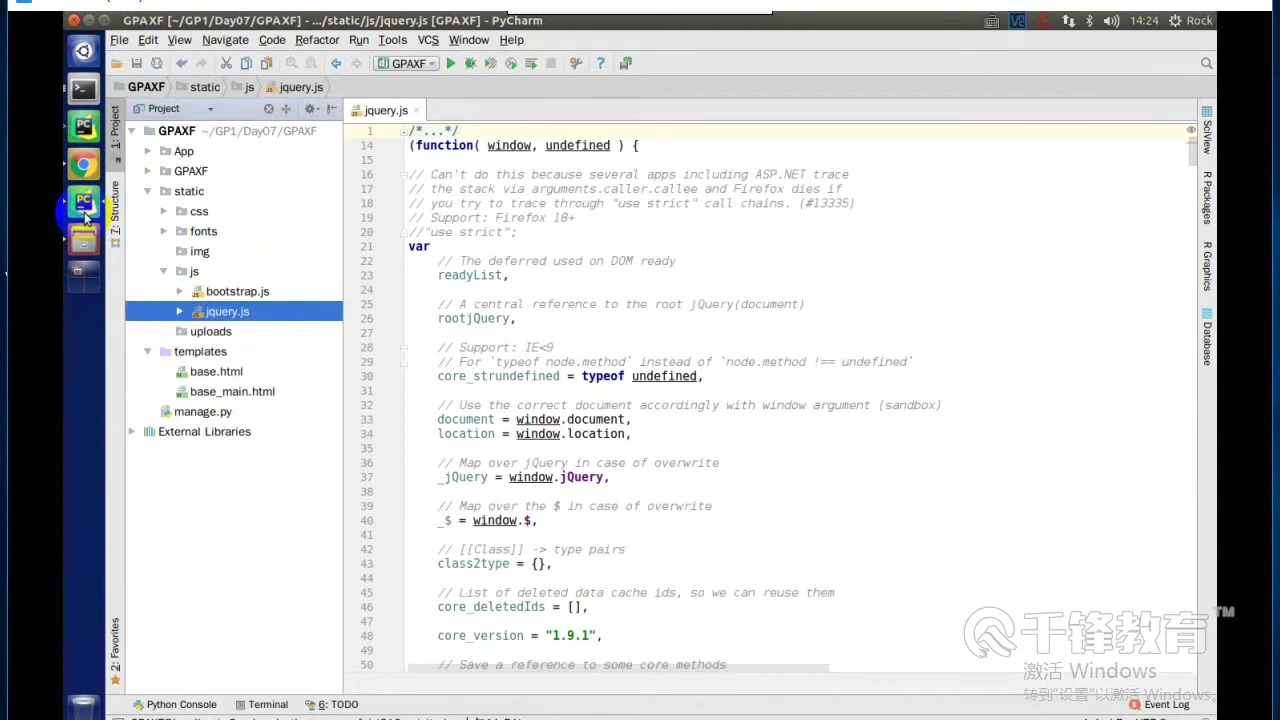 GPAXF [~/GP1/Day07/GPAXF] - .../static/js/jquery.js [GPAXF] - PyCharm
14:24
Rock
File Edit View Navigate Code Refactor Run Tools VCS Window Help
GPAXF
GPAXF static js jquery.js
Project
jquery.js
1: Project
7: Structure
2: Favorites
GPAXF ~/GP1/Day07/GPAXF
App
GPAXF
static
css
fonts
img
js
bootstrap.js
jquery.js
uploads
templates
base.html
base_main.html
manage.py
External Libraries
1 /*...*/
14 (function( window, undefined ) {
15
16 // Can't do this because several apps including ASP.NET trace
17 // the stack via arguments.caller.callee and Firefox dies if
18 // you try to trace through "use strict" call chains. (#13335)
19 // Support: Firefox 18+
20 //"use strict";
21 var
22 // The deferred used on DOM ready
23 readyList,
24
25 // A central reference to the root jQuery(document)
26 rootjQuery,
27
28 // Support: IE<9
29 // For `typeof node.method` instead of `node.method !== undefined`
30 core_strundefined = typeof undefined,
31
32 // Use the correct document accordingly with window argument (sandbox)
33 document = window.document,
34 location = window.location,
35
36 // Map over jQuery in case of overwrite
37 _jQuery = window.jQuery,
38
39 // Map over the $ in case of overwrite
40 _$ = window.$,
41
42 // [[Class]] -> type pairs
43 class2type = {},
44
45 // List of deleted data cache ids, so we can reuse them
46 core_deletedIds = [],
47
48 core_version = "1.9.1",
49
50 // Save a reference to some core methods
SciView
R Packages
R Graphics
Database
千锋教育 TM
激活 Windows
转到"设置"以激活 Windows。
Python Console Terminal 6: TODO
Event Log